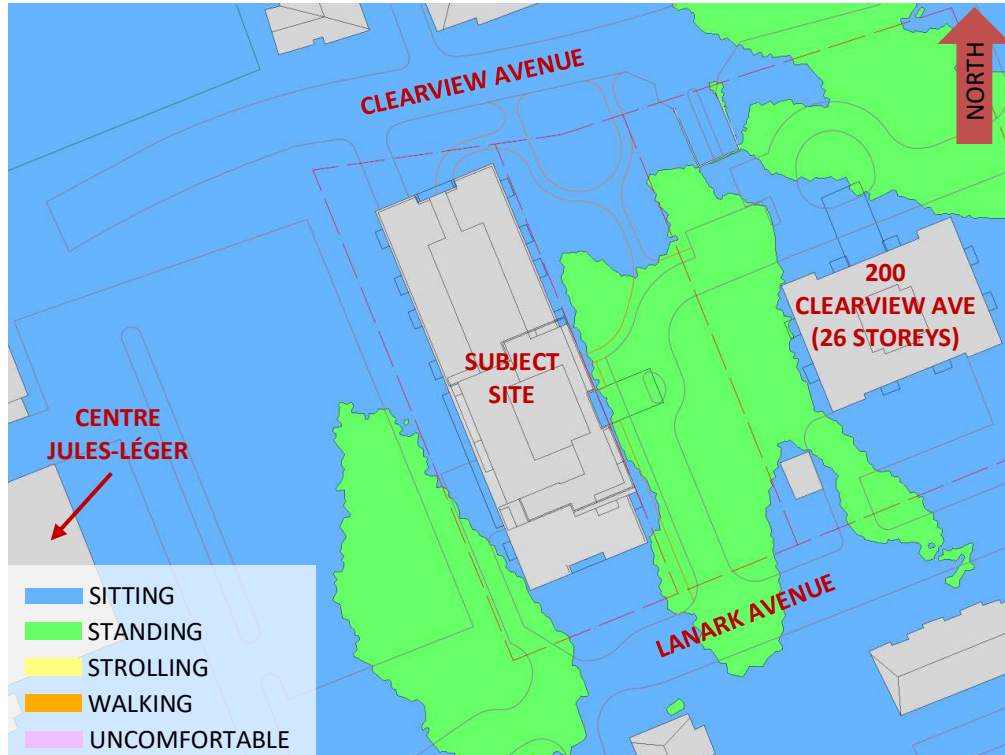 CLEARVIEW AVENUE
NORTH
200
CLEARVIEW AVE
(26 STOREYS)
SUBJECT
SITE
CENTRE
JULES-LÉGER
LANARK AVENUE
SITTING
STANDING
STROLLING
WALKING
UNCOMFORTABLE